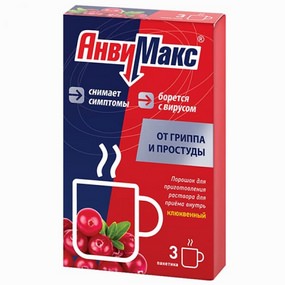 АнвиМакс®
снимает симптомы
борется с вирусом
ОТ ГРИППА
И ПРОСТУДЫ
Порошок для
приготовления
раствора для
приёма внутрь
клюквенный
3
пакетика